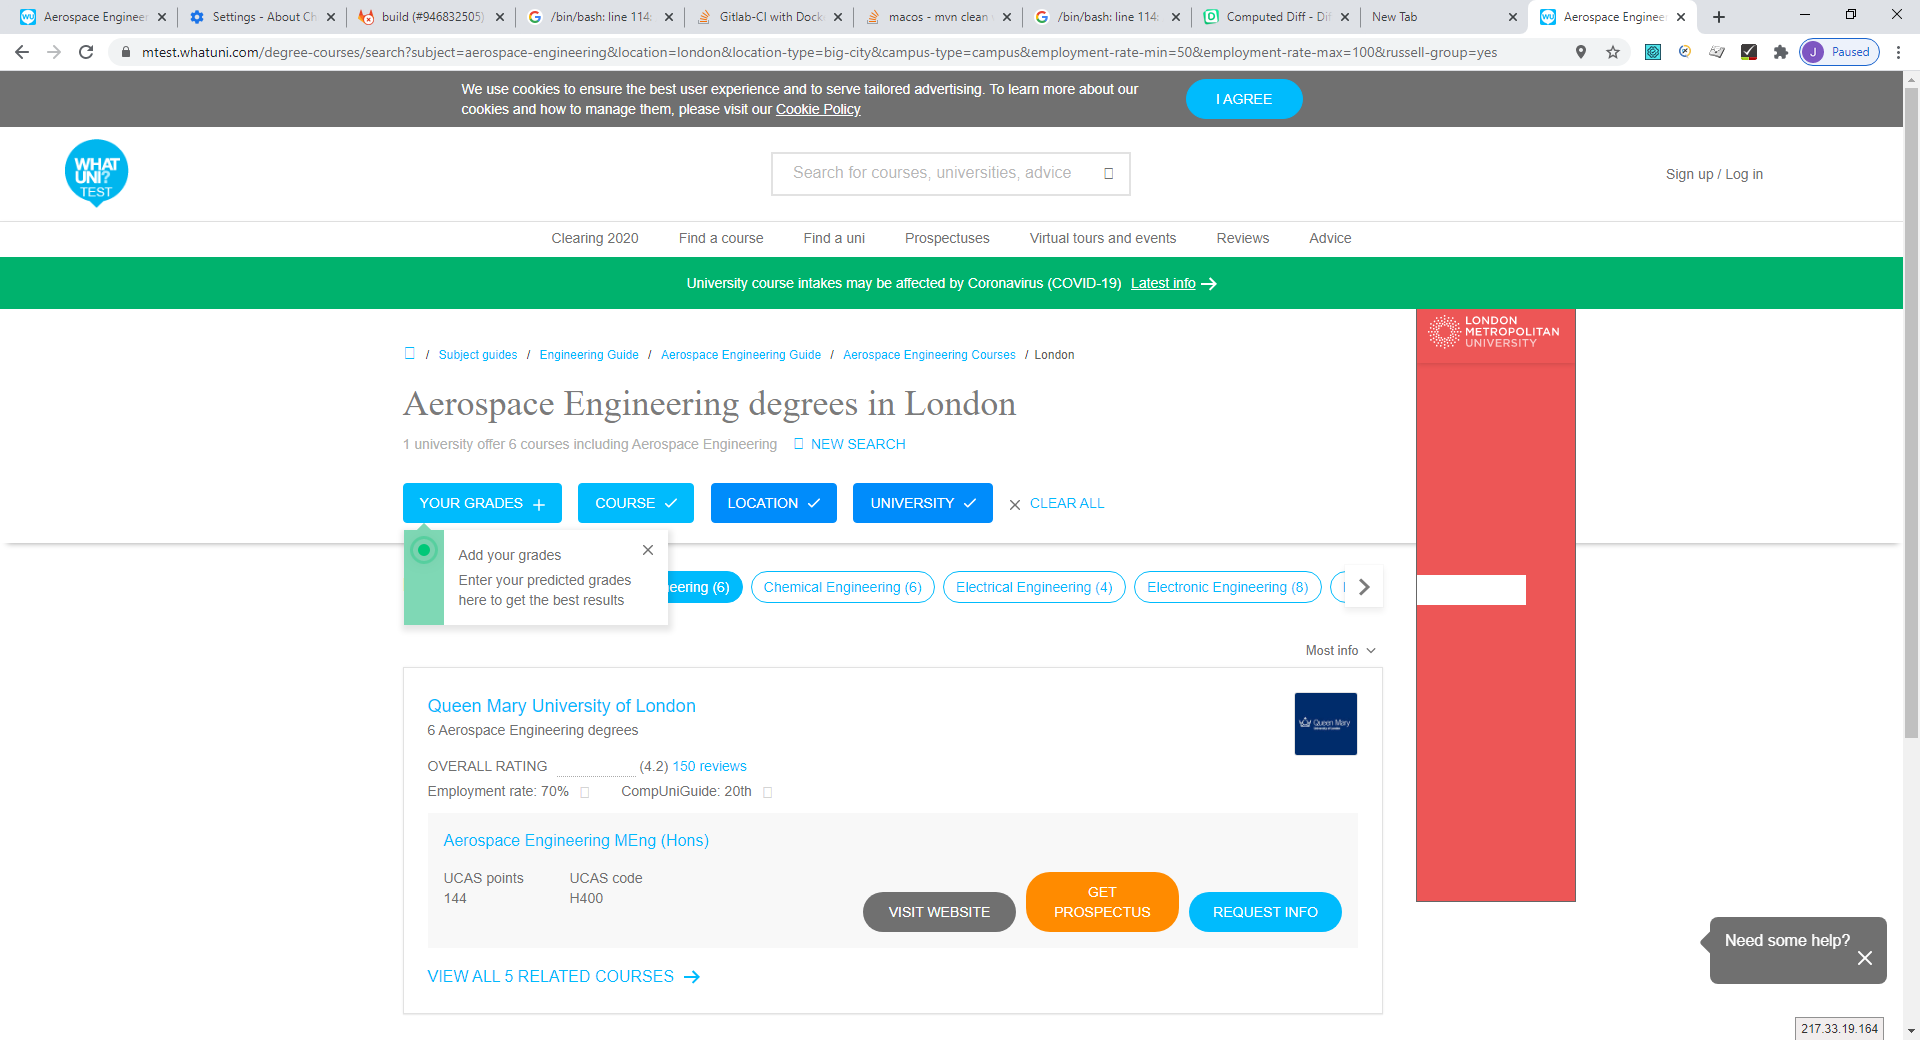 Aerospace Engineer
Settings - About Ch
build (#946832505)
/bin/bash: line 114:
Gitlab-CI with Dock
macos - mvn clean
/bin/bash: line 114:
Computed Diff - Dif
New Tab
Aerospace Enginee
mtest.whatuni.com/degree-courses/search?subject=aerospace-engineering&location=london&location-type=big-city&campus-type=campus&employment-rate-min=50&employment-rate-max=100&russell-group=yes
J Paused
We use cookies to ensure the best user experience and to serve tailored advertising. To learn more about our
cookies and how to manage them, please visit our Cookie Policy
I AGREE
WHAT
UNI?
TEST
Search for courses, universities, advice
Sign up / Log in
Clearing 2020
Find a course
Find a uni
Prospectuses
Virtual tours and events
Reviews
Advice
University course intakes may be affected by Coronavirus (COVID-19) Latest info
LONDON
METROPOLITAN
UNIVERSITY
/ Subject guides / Engineering Guide / Aerospace Engineering Guide / Aerospace Engineering Courses / London
Aerospace Engineering degrees in London
1 university offer 6 courses including Aerospace Engineering
NEW SEARCH
YOUR GRADES
COURSE
LOCATION
UNIVERSITY
CLEAR ALL
Add your grades
Enter your predicted grades
here to get the best results
eering (6)
Chemical Engineering (6)
Electrical Engineering (4)
Electronic Engineering (8)
Most info
Queen Mary University of London
6 Aerospace Engineering degrees
Queen Mary
University of London
OVERALL RATING (4.2) 150 reviews
Employment rate: 70%
CompUniGuide: 20th
Aerospace Engineering MEng (Hons)
UCAS points
144
UCAS code
H400
VISIT WEBSITE
GET
PROSPECTUS
REQUEST INFO
VIEW ALL 5 RELATED COURSES
Need some help?
217.33.19.164